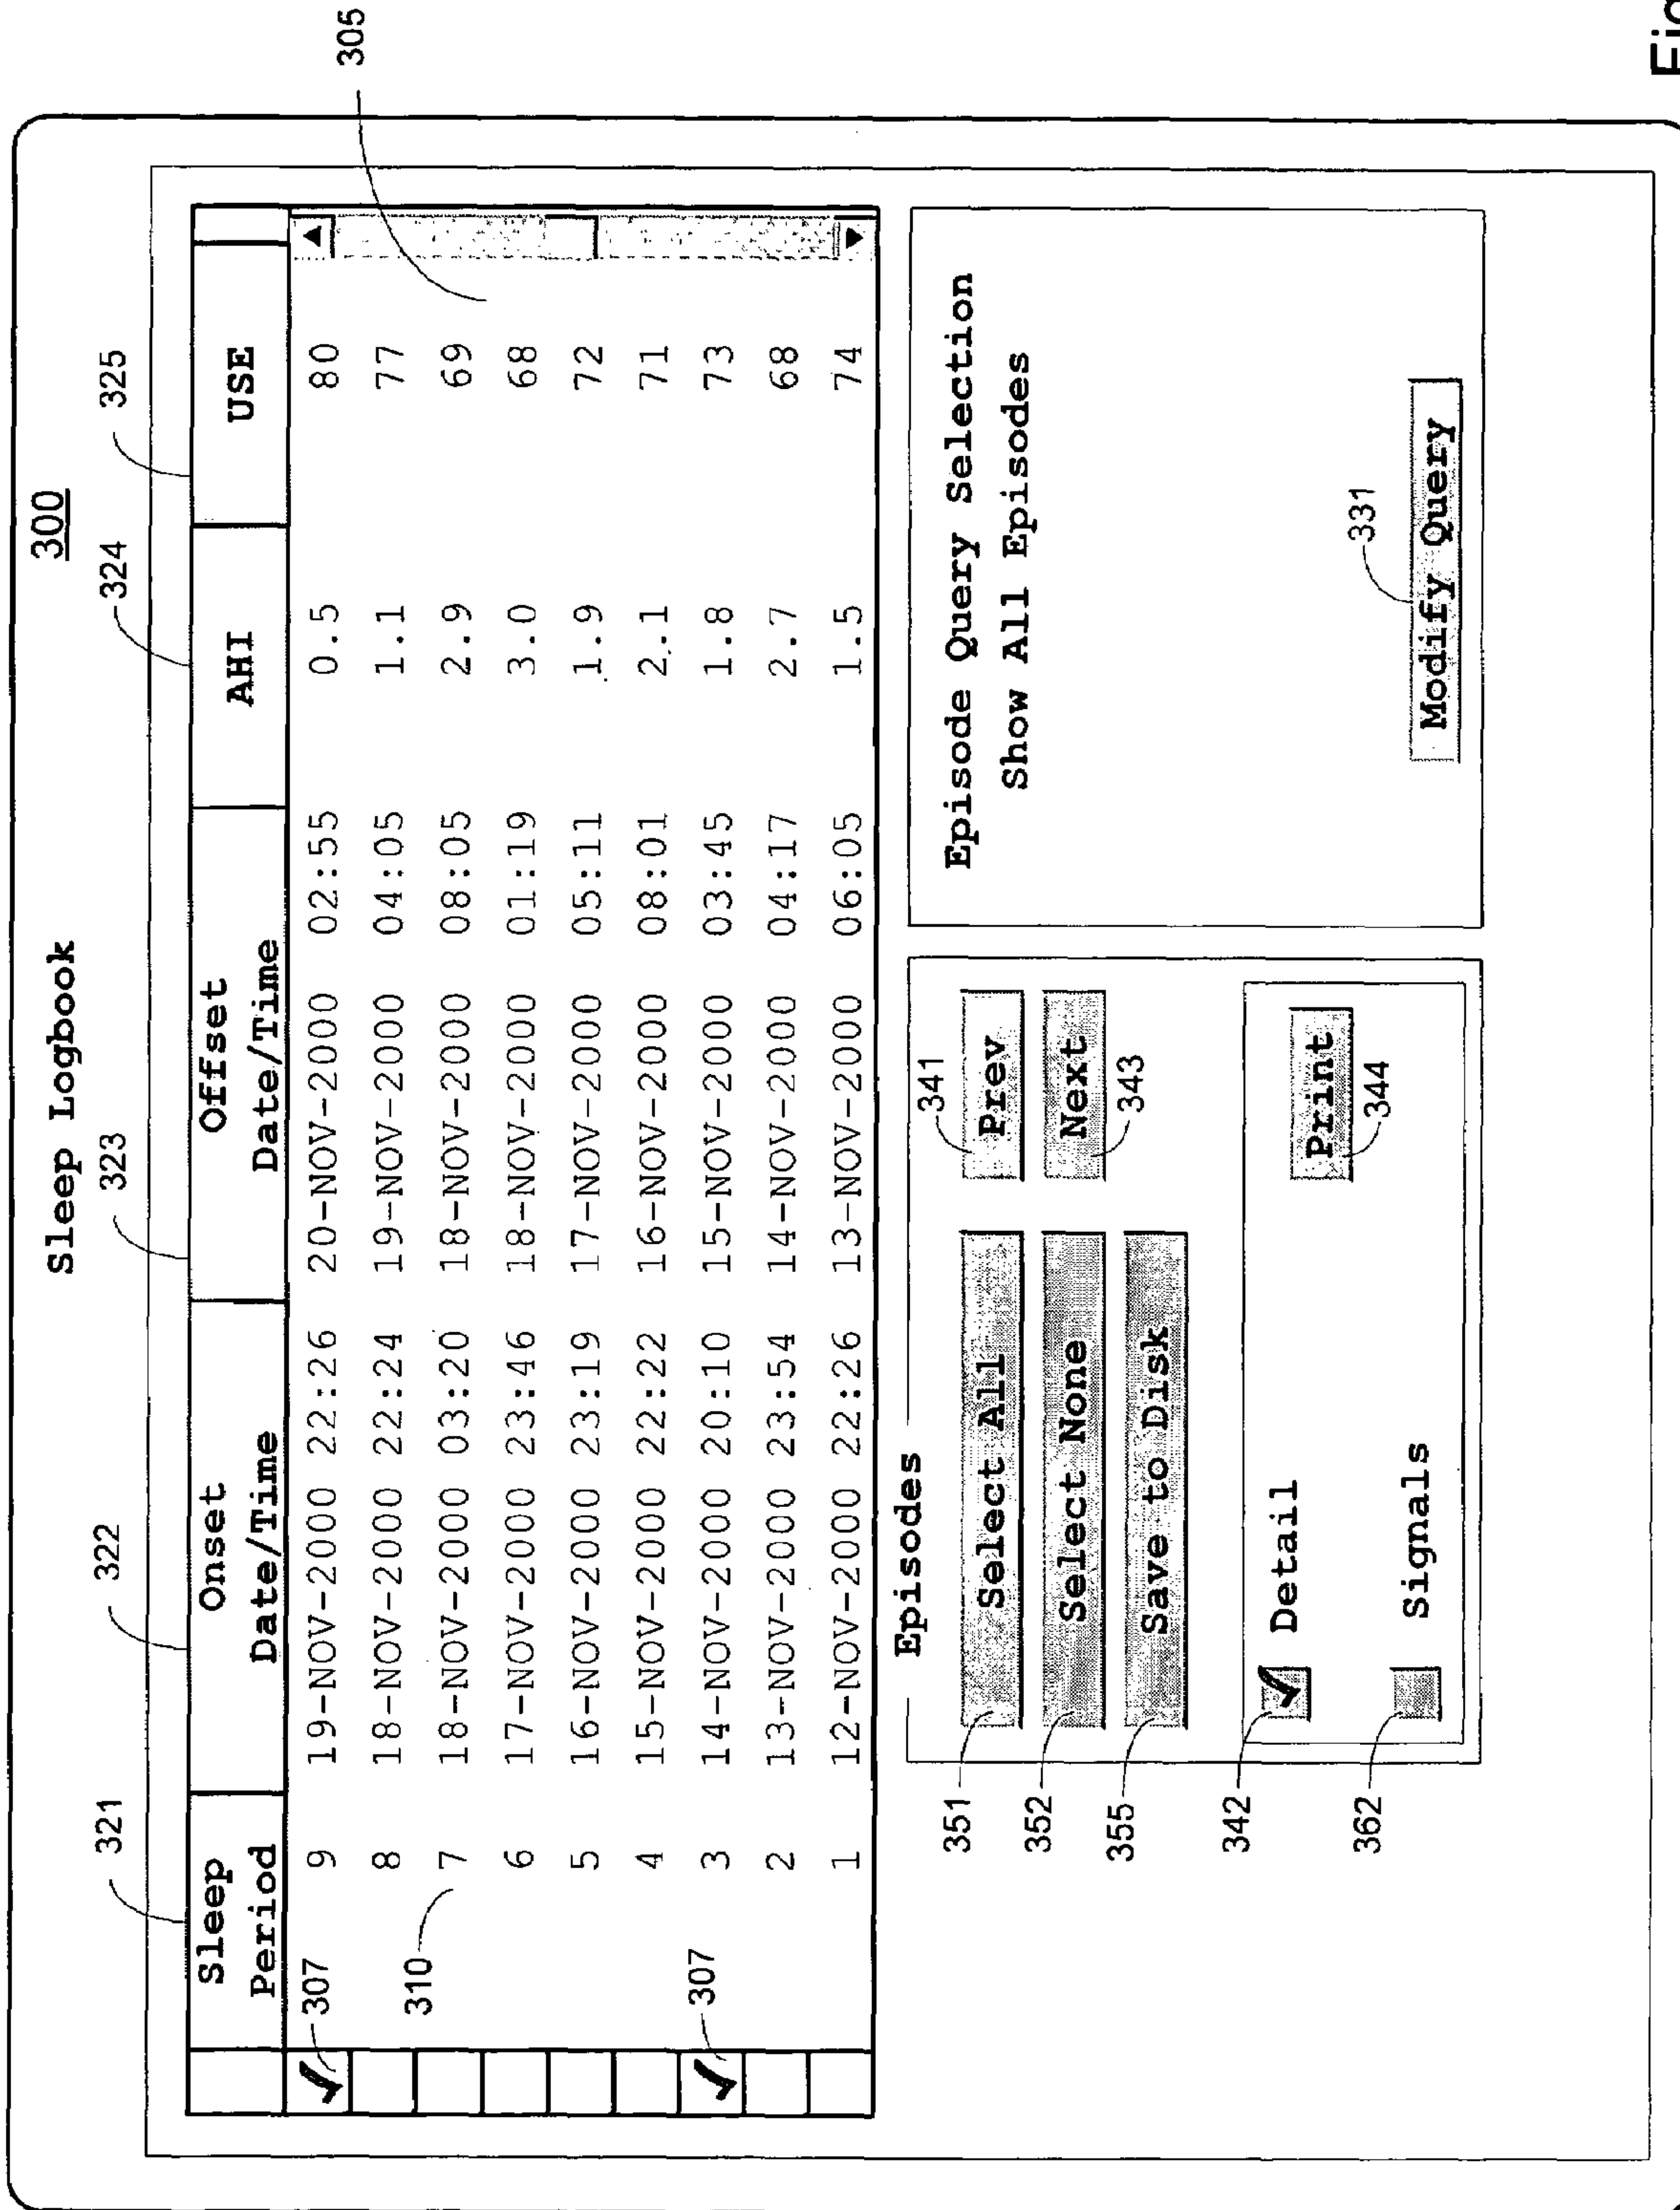 300
Sleep Logbook
321 322 323 324 325
Sleep Period Onset Date/Time Offset Date/Time AHI USE
9 19-NOV-2000 22:26 20-NOV-2000 02:55 0.5 80
8 18-NOV-2000 22:24 19-NOV-2000 04:05 1.1 77
7 18-NOV-2000 03:20 18-NOV-2000 08:05 2.9 69
6 17-NOV-2000 23:46 18-NOV-2000 01:19 3.0 68
5 16-NOV-2000 23:19 17-NOV-2000 05:11 1.9 72
4 15-NOV-2000 22:22 16-NOV-2000 08:01 2.1 71
3 14-NOV-2000 20:10 15-NOV-2000 03:45 1.8 73
2 13-NOV-2000 23:54 14-NOV-2000 04:17 2.7 68
1 12-NOV-2000 22:26 13-NOV-2000 06:05 1.5 74
307
310
307
305
Episodes
351 Select All
Prev 341
352 Select None
Next 343
355 Save to Disk
342 Detail
Print 344
362 Signals
Episode Query Selection
Show All Episodes
331
Modify Query